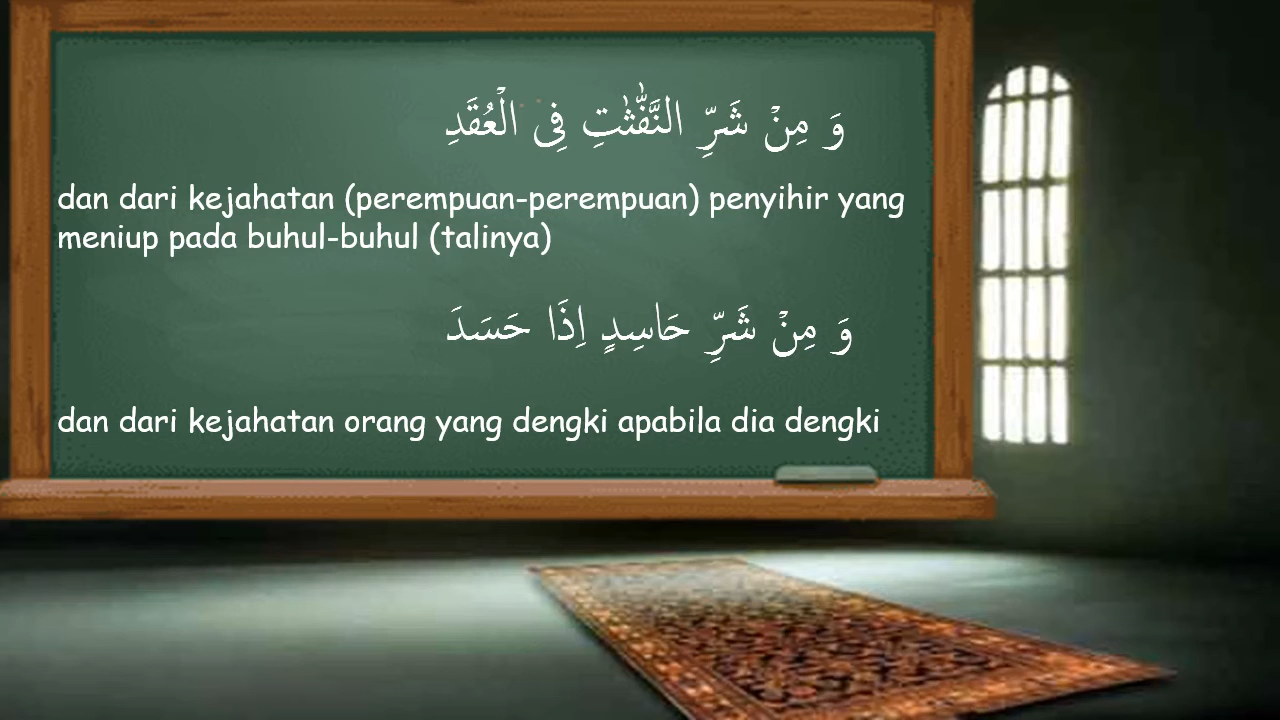 وَ مِنْ شَرِّ النَّفّٰثٰتِ فِى الْعُقَدِ
dan dari kejahatan (perempuan-perempuan) penyihir yang
meniup pada buhul-buhul (talinya)
وَ مِنْ شَرِّ حَاسِدٍ اِذَا حَسَدَ
dan dari kejahatan orang yang dengki apabila dia dengki